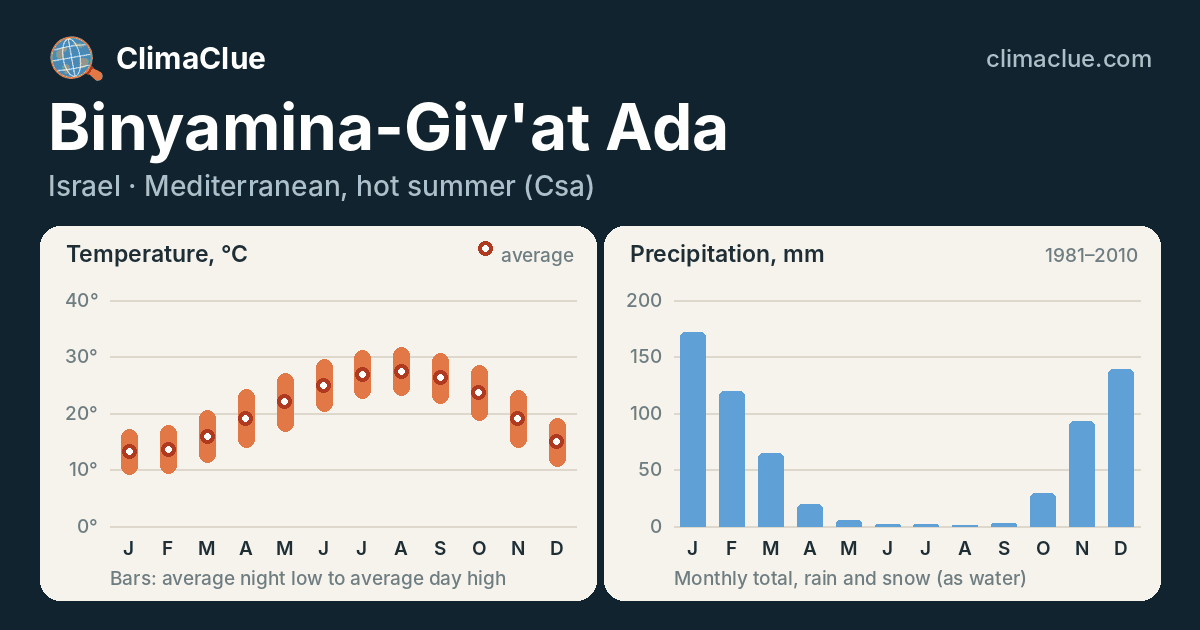 ClimaClue
climaclue.com
Binyamina-Giv'at Ada
Israel · Mediterranean, hot summer (Csa)
Temperature, °C
average
40°
30°
20°
10°
0°
J F M A M J J A S O N D
Bars: average night low to average day high
Precipitation, mm
1981–2010
200
150
100
50
0
J F M A M J J A S O N D
Monthly total, rain and snow (as water)